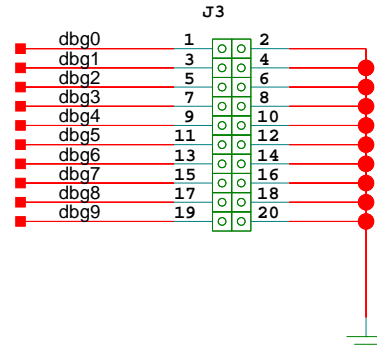 J3
dbg0 1 2
dbg1 3 4
dbg2 5 6
dbg3 7 8
dbg4 9 10
dbg5 11 12
dbg6 13 14
dbg7 15 16
dbg8 17 18
dbg9 19 20